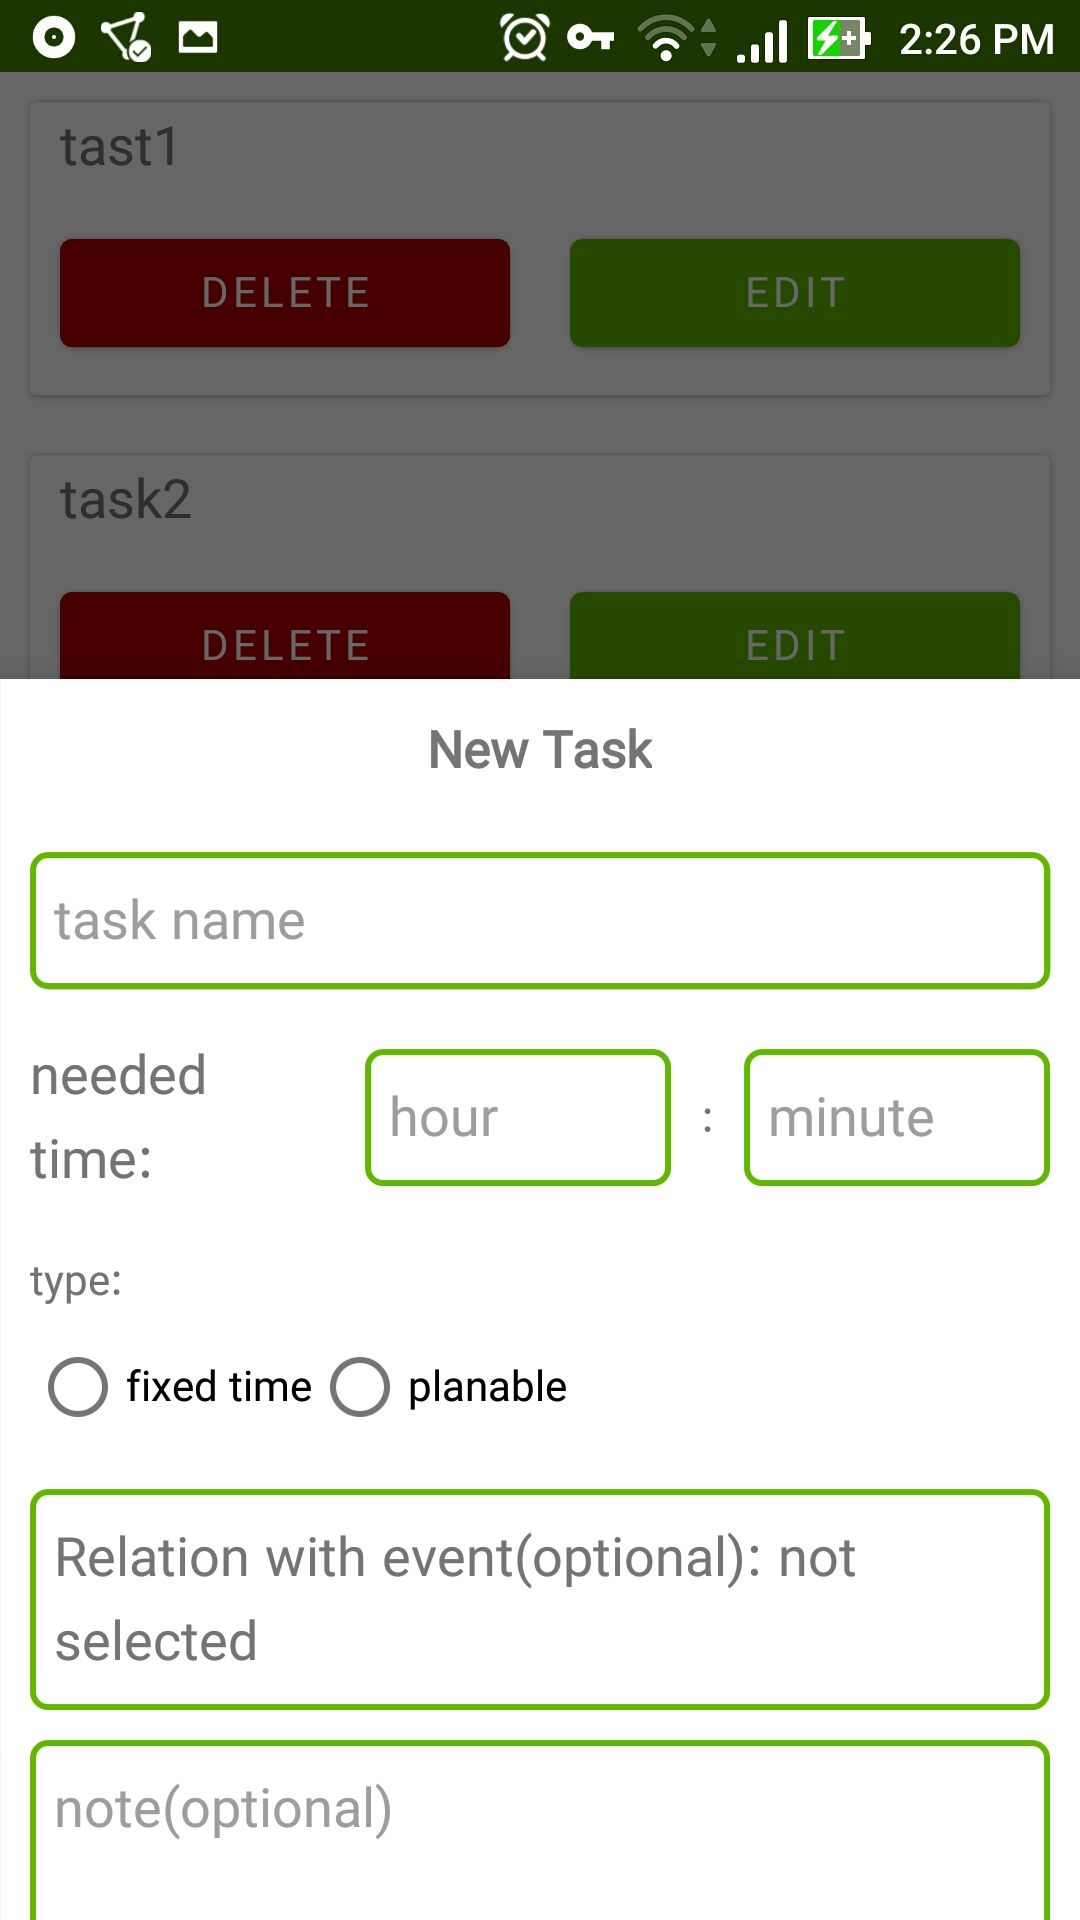 2:26 PM
tast1
DELETE EDIT
task2
DELETE EDIT
New Task
task name
needed
time:
hour : minute
type:
fixed time planable
Relation with event(optional): not
selected
note(optional)